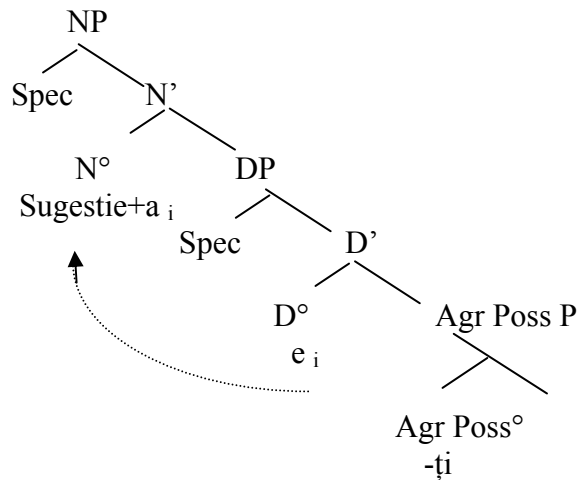 NP
Spec N’
N° DP
Sugestie+a i
Spec D’
D° Agr Poss P
e i
Agr Poss°
-ți